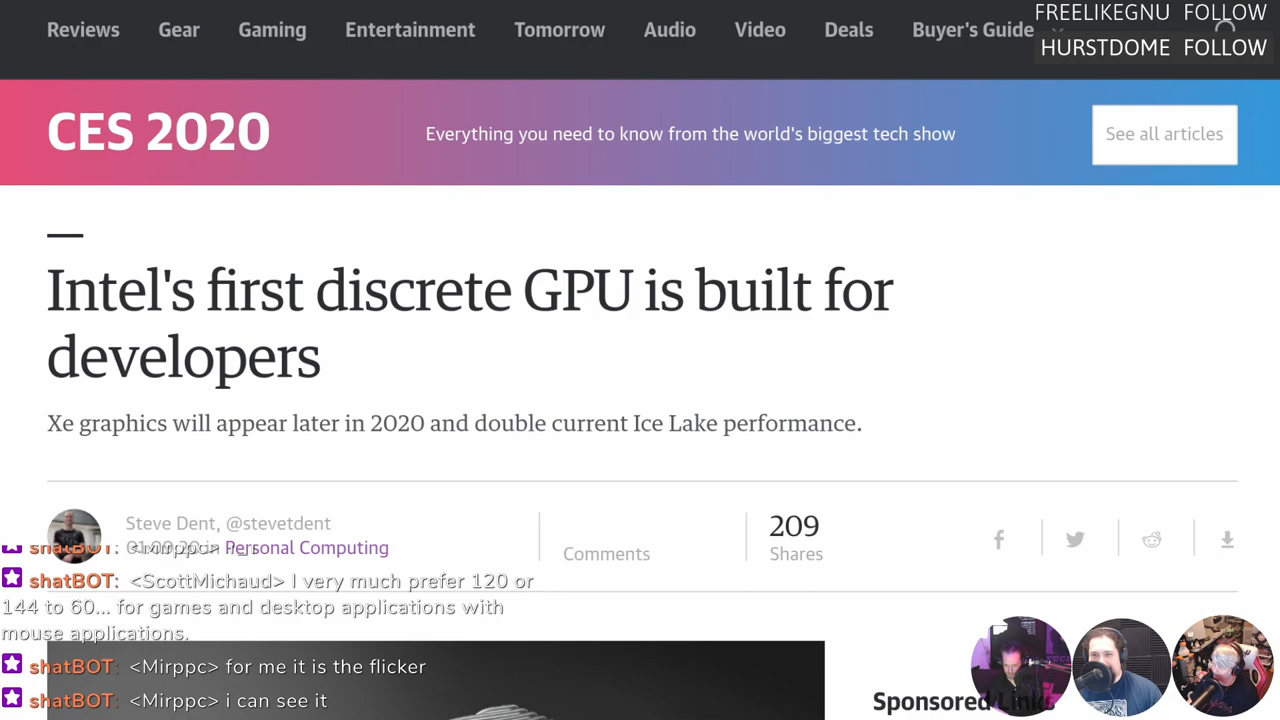 Reviews Gear Gaming Entertainment Tomorrow Audio Video Deals Buyer's Guide
FREELIKEGNU FOLLOW
HURSTDOME FOLLOW
CES 2020
Everything you need to know from the world's biggest tech show
See all articles
Intel's first discrete GPU is built for
developers
Xe graphics will appear later in 2020 and double current Ice Lake performance.
Steve Dent, @stevetdent
Personal Computing
Comments
209
Shares
shatBOT: <Mirppc>
shatBOT: <ScottMichaud> I very much prefer 120 or
144 to 60... for games and desktop applications with
mouse applications.
shatBOT: <Mirppc> for me it is the flicker
shatBOT: <Mirppc> i can see it
Sponsored Links